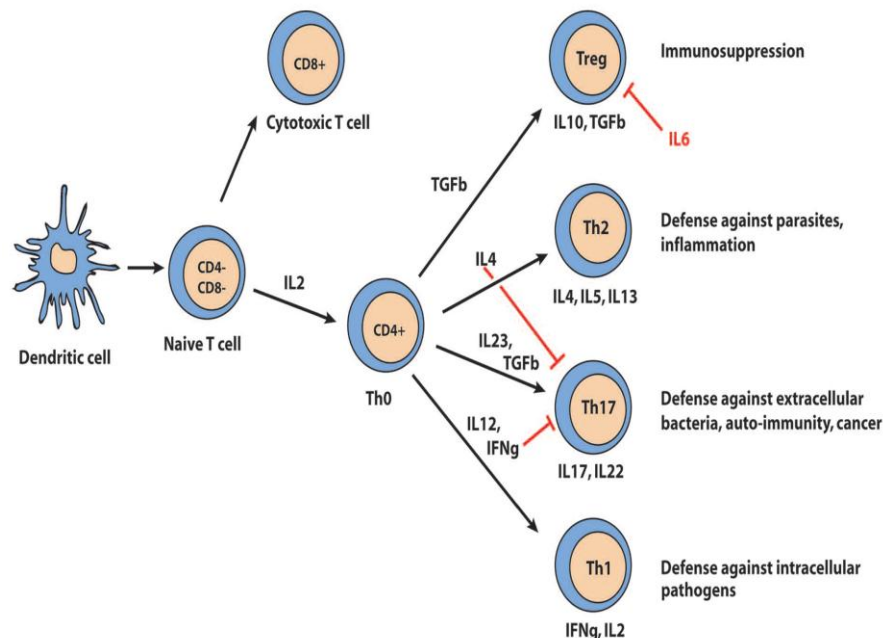 CD8+
Cytotoxic T cell
Treg
IL10, TGFb
Immunosuppression
IL6
TGFb
Dendritic cell
CD4-
CD8-
Naive T cell
IL2
CD4+
Th0
IL4
Th2
IL4, IL5, IL13
Defense against parasites,
inflammation
IL23,
TGFb
Th17
IL17, IL22
Defense against extracellular
bacteria, auto-immunity, cancer
IL12,
IFNg
Th1
IFNg, IL2
Defense against intracellular
pathogens